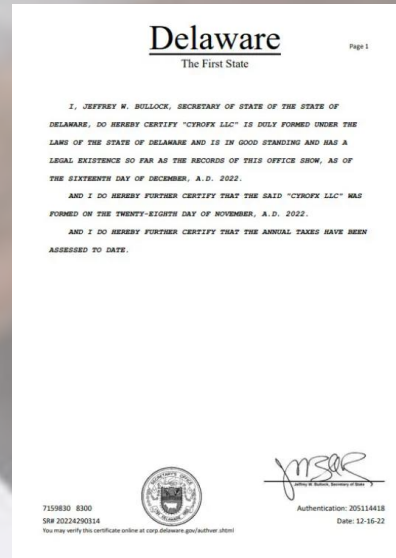 Delaware
Page 1
The First State
I, JEFFREY W. BULLOCK, SECRETARY OF STATE OF THE STATE OF
DELAWARE, DO HEREBY CERTIFY "CYROFX LLC" IS DULY FORMED UNDER THE
LAWS OF THE STATE OF DELAWARE AND IS IN GOOD STANDING AND HAS A
LEGAL EXISTENCE SO FAR AS THE RECORDS OF THIS OFFICE SHOW, AS OF
THE SIXTEENTH DAY OF DECEMBER, A.D. 2022.
AND I DO HEREBY FURTHER CERTIFY THAT THE SAID "CYROFX LLC" WAS
FORMED ON THE TWENTY-EIGHTH DAY OF NOVEMBER, A.D. 2022.
AND I DO HEREBY FURTHER CERTIFY THAT THE ANNUAL TAXES HAVE BEEN
ASSESSED TO DATE.
Jeffrey W. Bullock, Secretary of State
7159830 8300
SR# 20224290314
You may verify this certificate online at corp.delaware.gov/authver.shtml
Authentication: 205114418
Date: 12-16-22